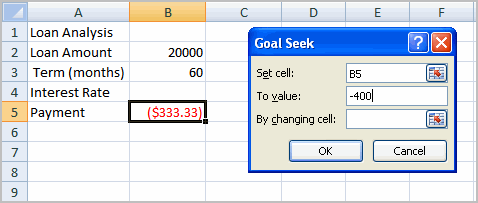 A B C D E F
1 Loan Analysis
2 Loan Amount 20000
3 Term (months) 60
4 Interest Rate
5 Payment ($333.33)
6
7
8
9
Goal Seek
?
Set cell: B5
To value: -400
By changing cell:
OK Cancel